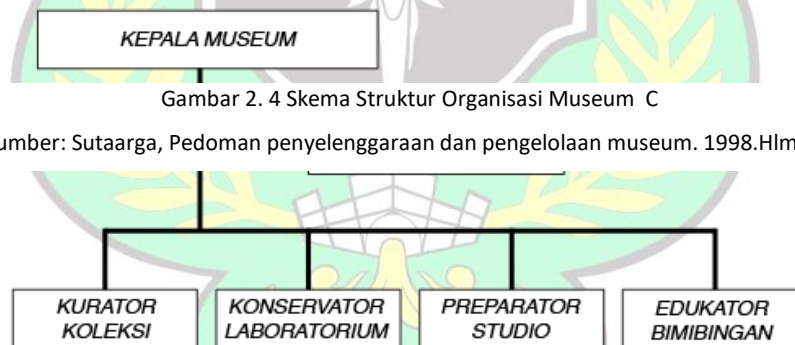 KEPALA MUSEUM
Gambar 2. 4 Skema Struktur Organisasi Museum C
umber: Sutaarga, Pedoman penyelenggaraan dan pengelolaan museum. 1998.Hlm
KURATOR
KOLEKSI
KONSERVATOR
LABORATORIUM
PREPARATOR
STUDIO
EDUKATOR
BIMIBINGAN